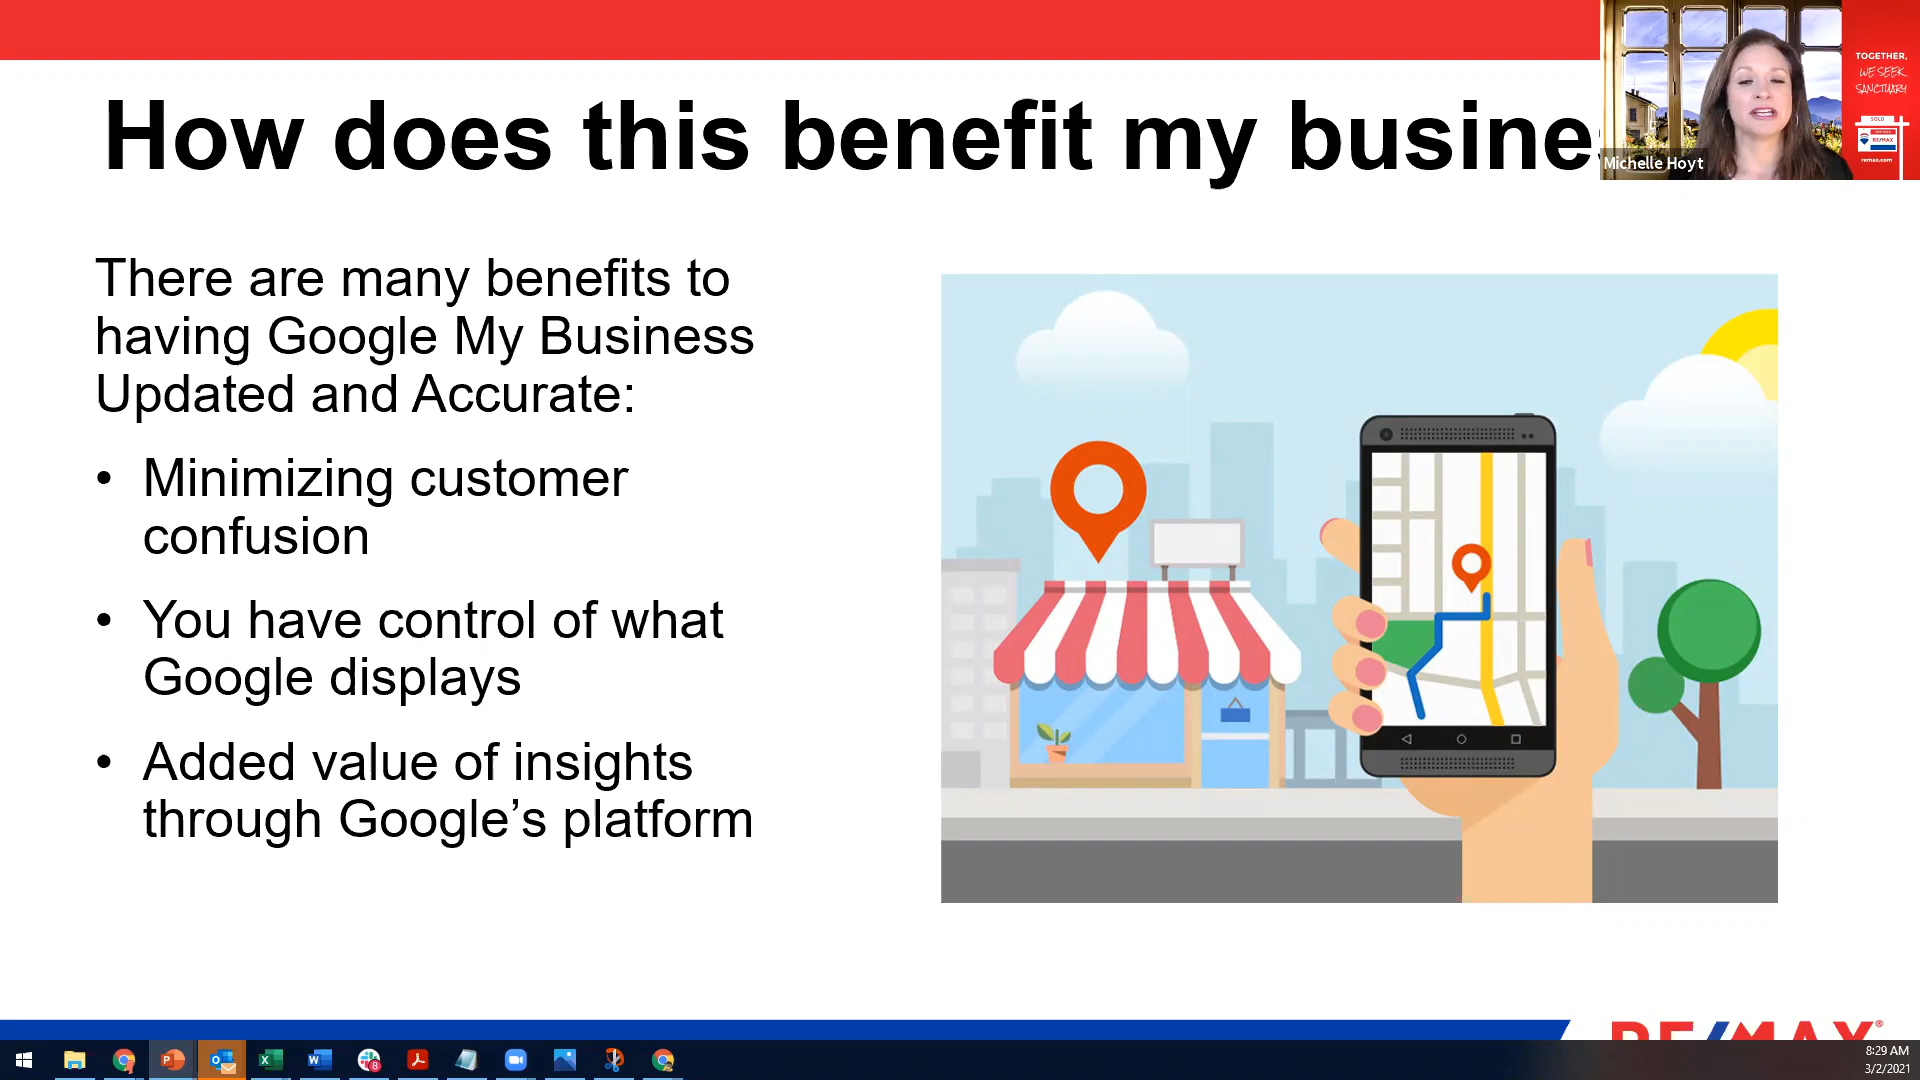 How does this benefit my busine
TOGETHER,
WE SEEK
SANCTUARY
SOLD
RE/MAX
remax.com
Michelle Hoyt
There are many benefits to
having Google My Business
Updated and Accurate:
• Minimizing customer
confusion
• You have control of what
Google displays
• Added value of insights
through Google’s platform
RE/MAX®
8:29 AM
3/2/2021